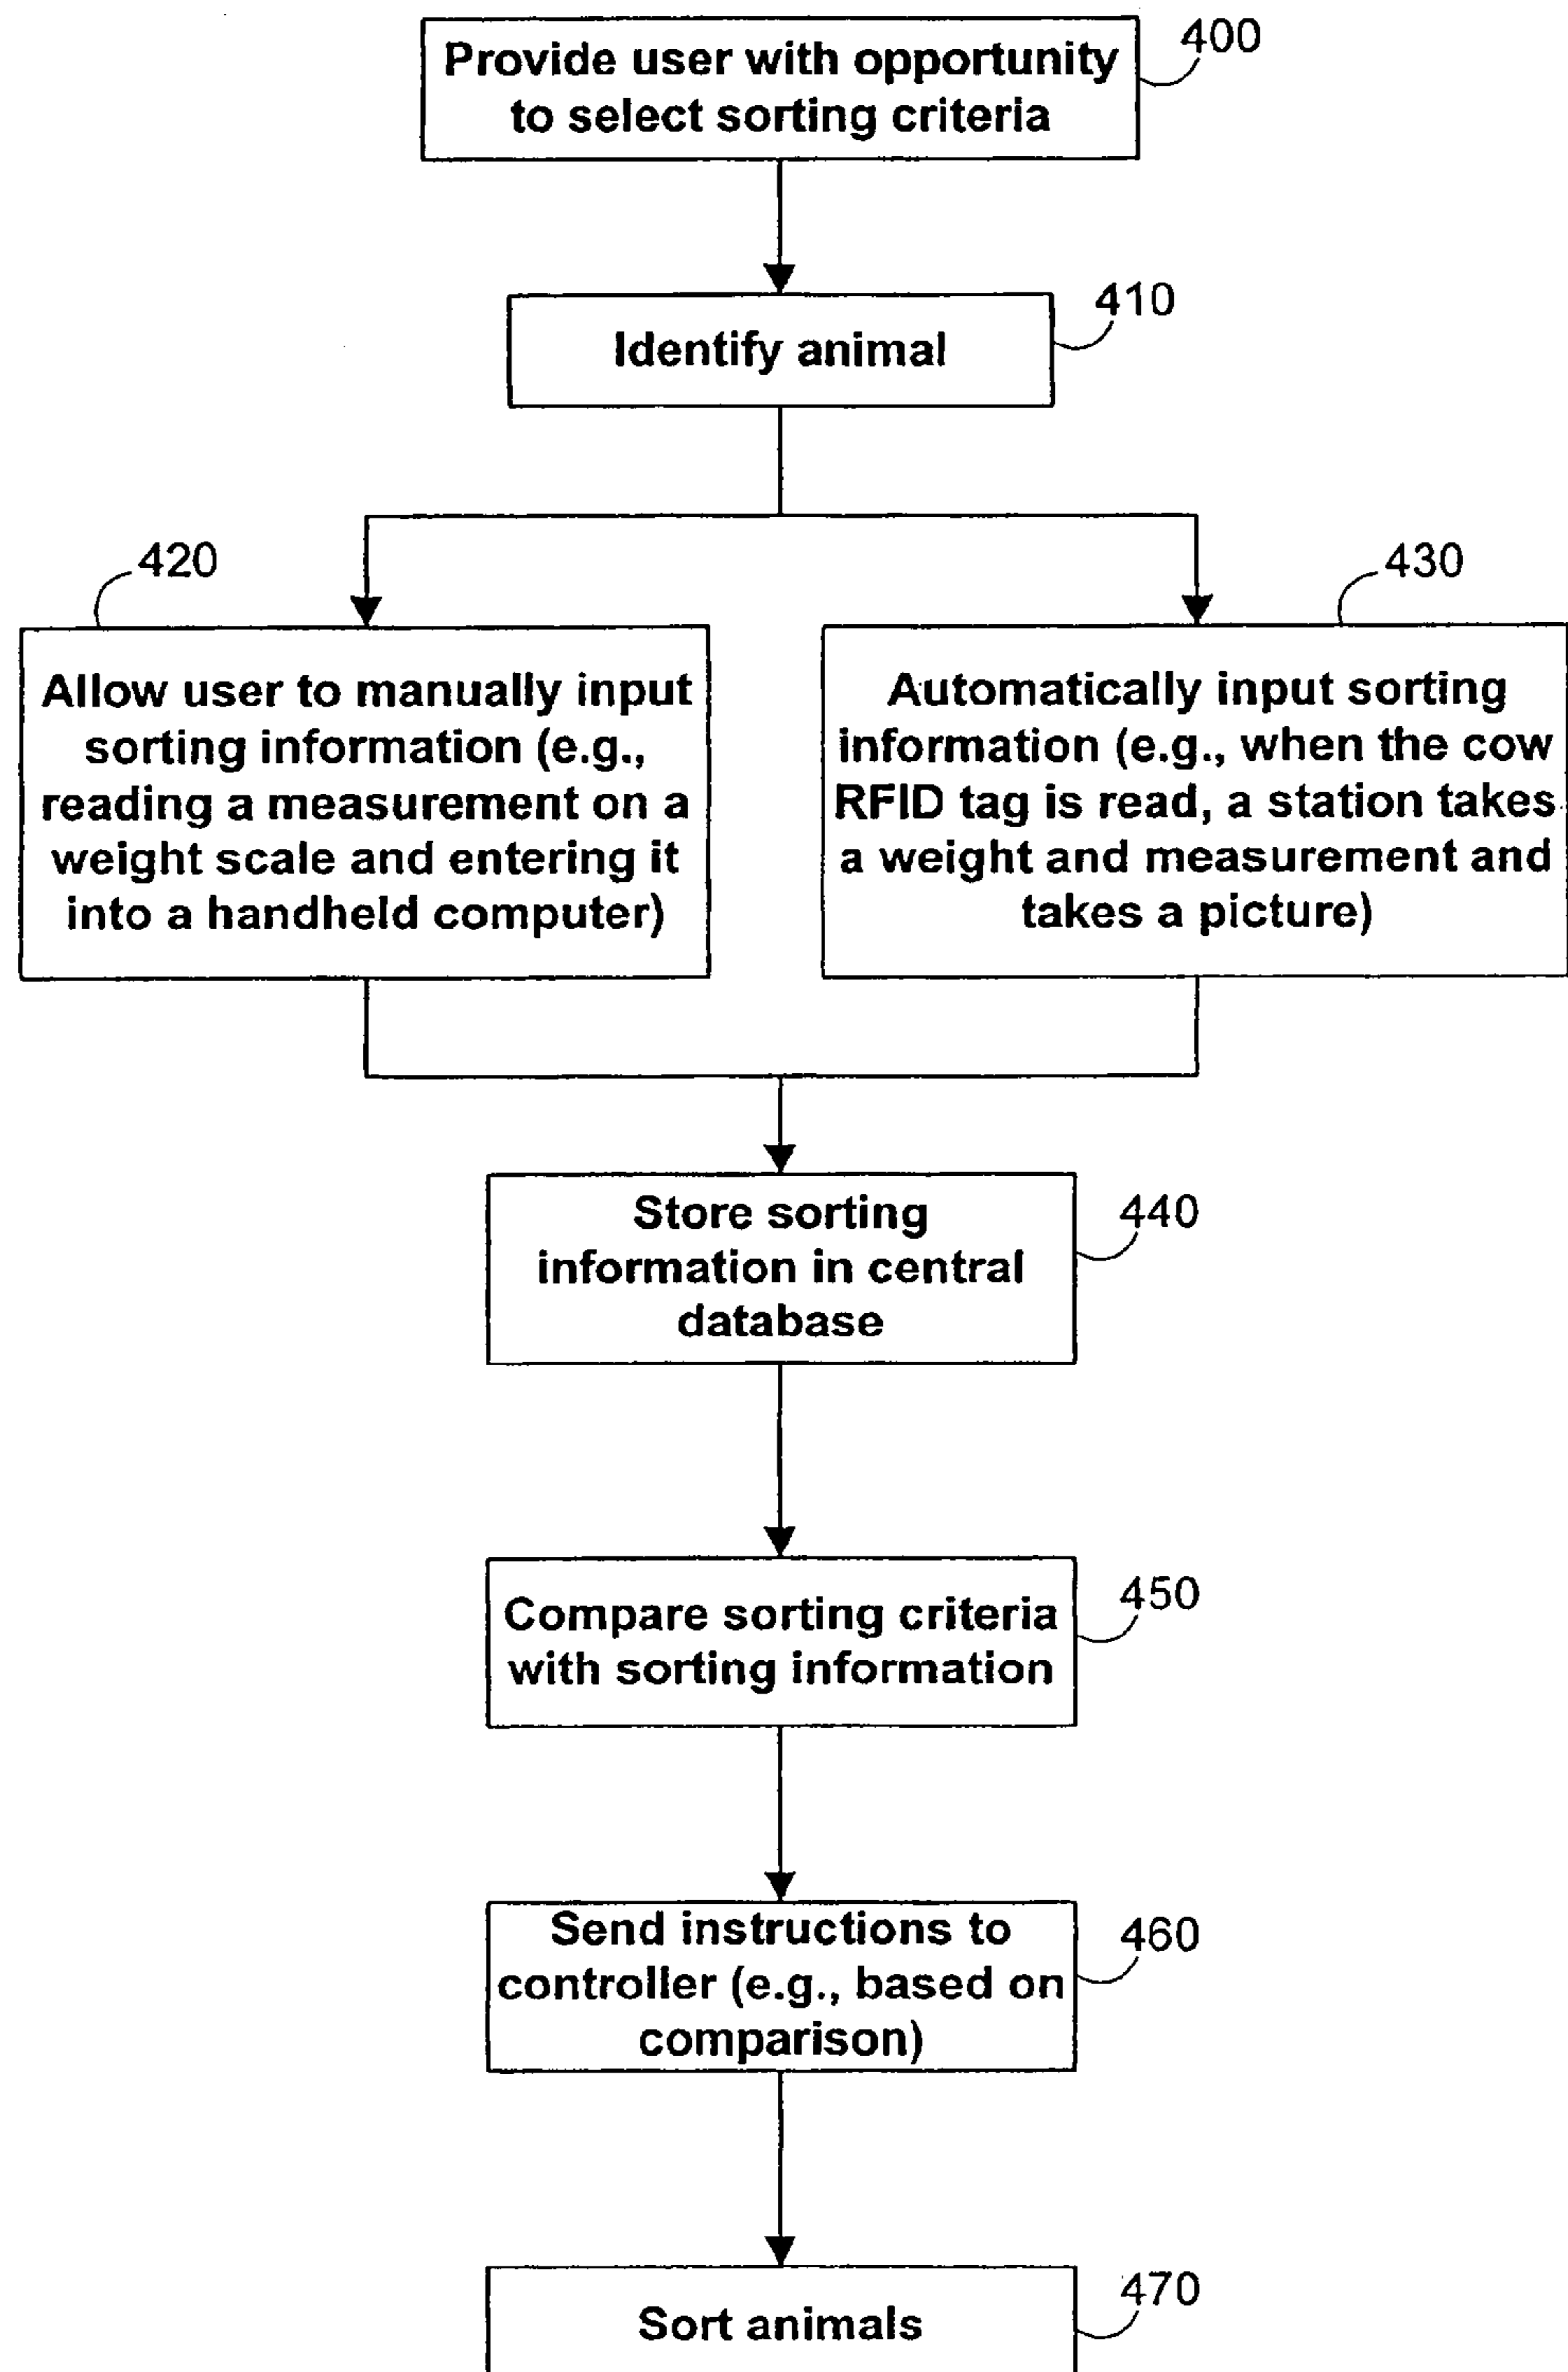 Provide user with opportunity
to select sorting criteria
400
Identify animal
410
420
Allow user to manually input
sorting information (e.g.,
reading a measurement on a
weight scale and entering it
into a handheld computer)
430
Automatically input sorting
information (e.g., when the cow
RFID tag is read, a station takes
a weight and measurement and
takes a picture)
Store sorting
information in central
database
440
Compare sorting criteria
with sorting information
450
Send instructions to
controller (e.g., based on
comparison)
460
Sort animals
470